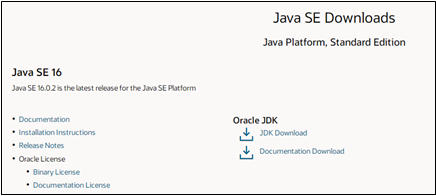 Java SE Downloads
Java Platform, Standard Edition
Java SE 16
Java SE 16.0.2 is the latest release for the Java SE Platform
Documentation
Installation Instructions
Release Notes
Oracle License
Binary License
Documentation License
Oracle JDK
JDK Download
Documentation Download